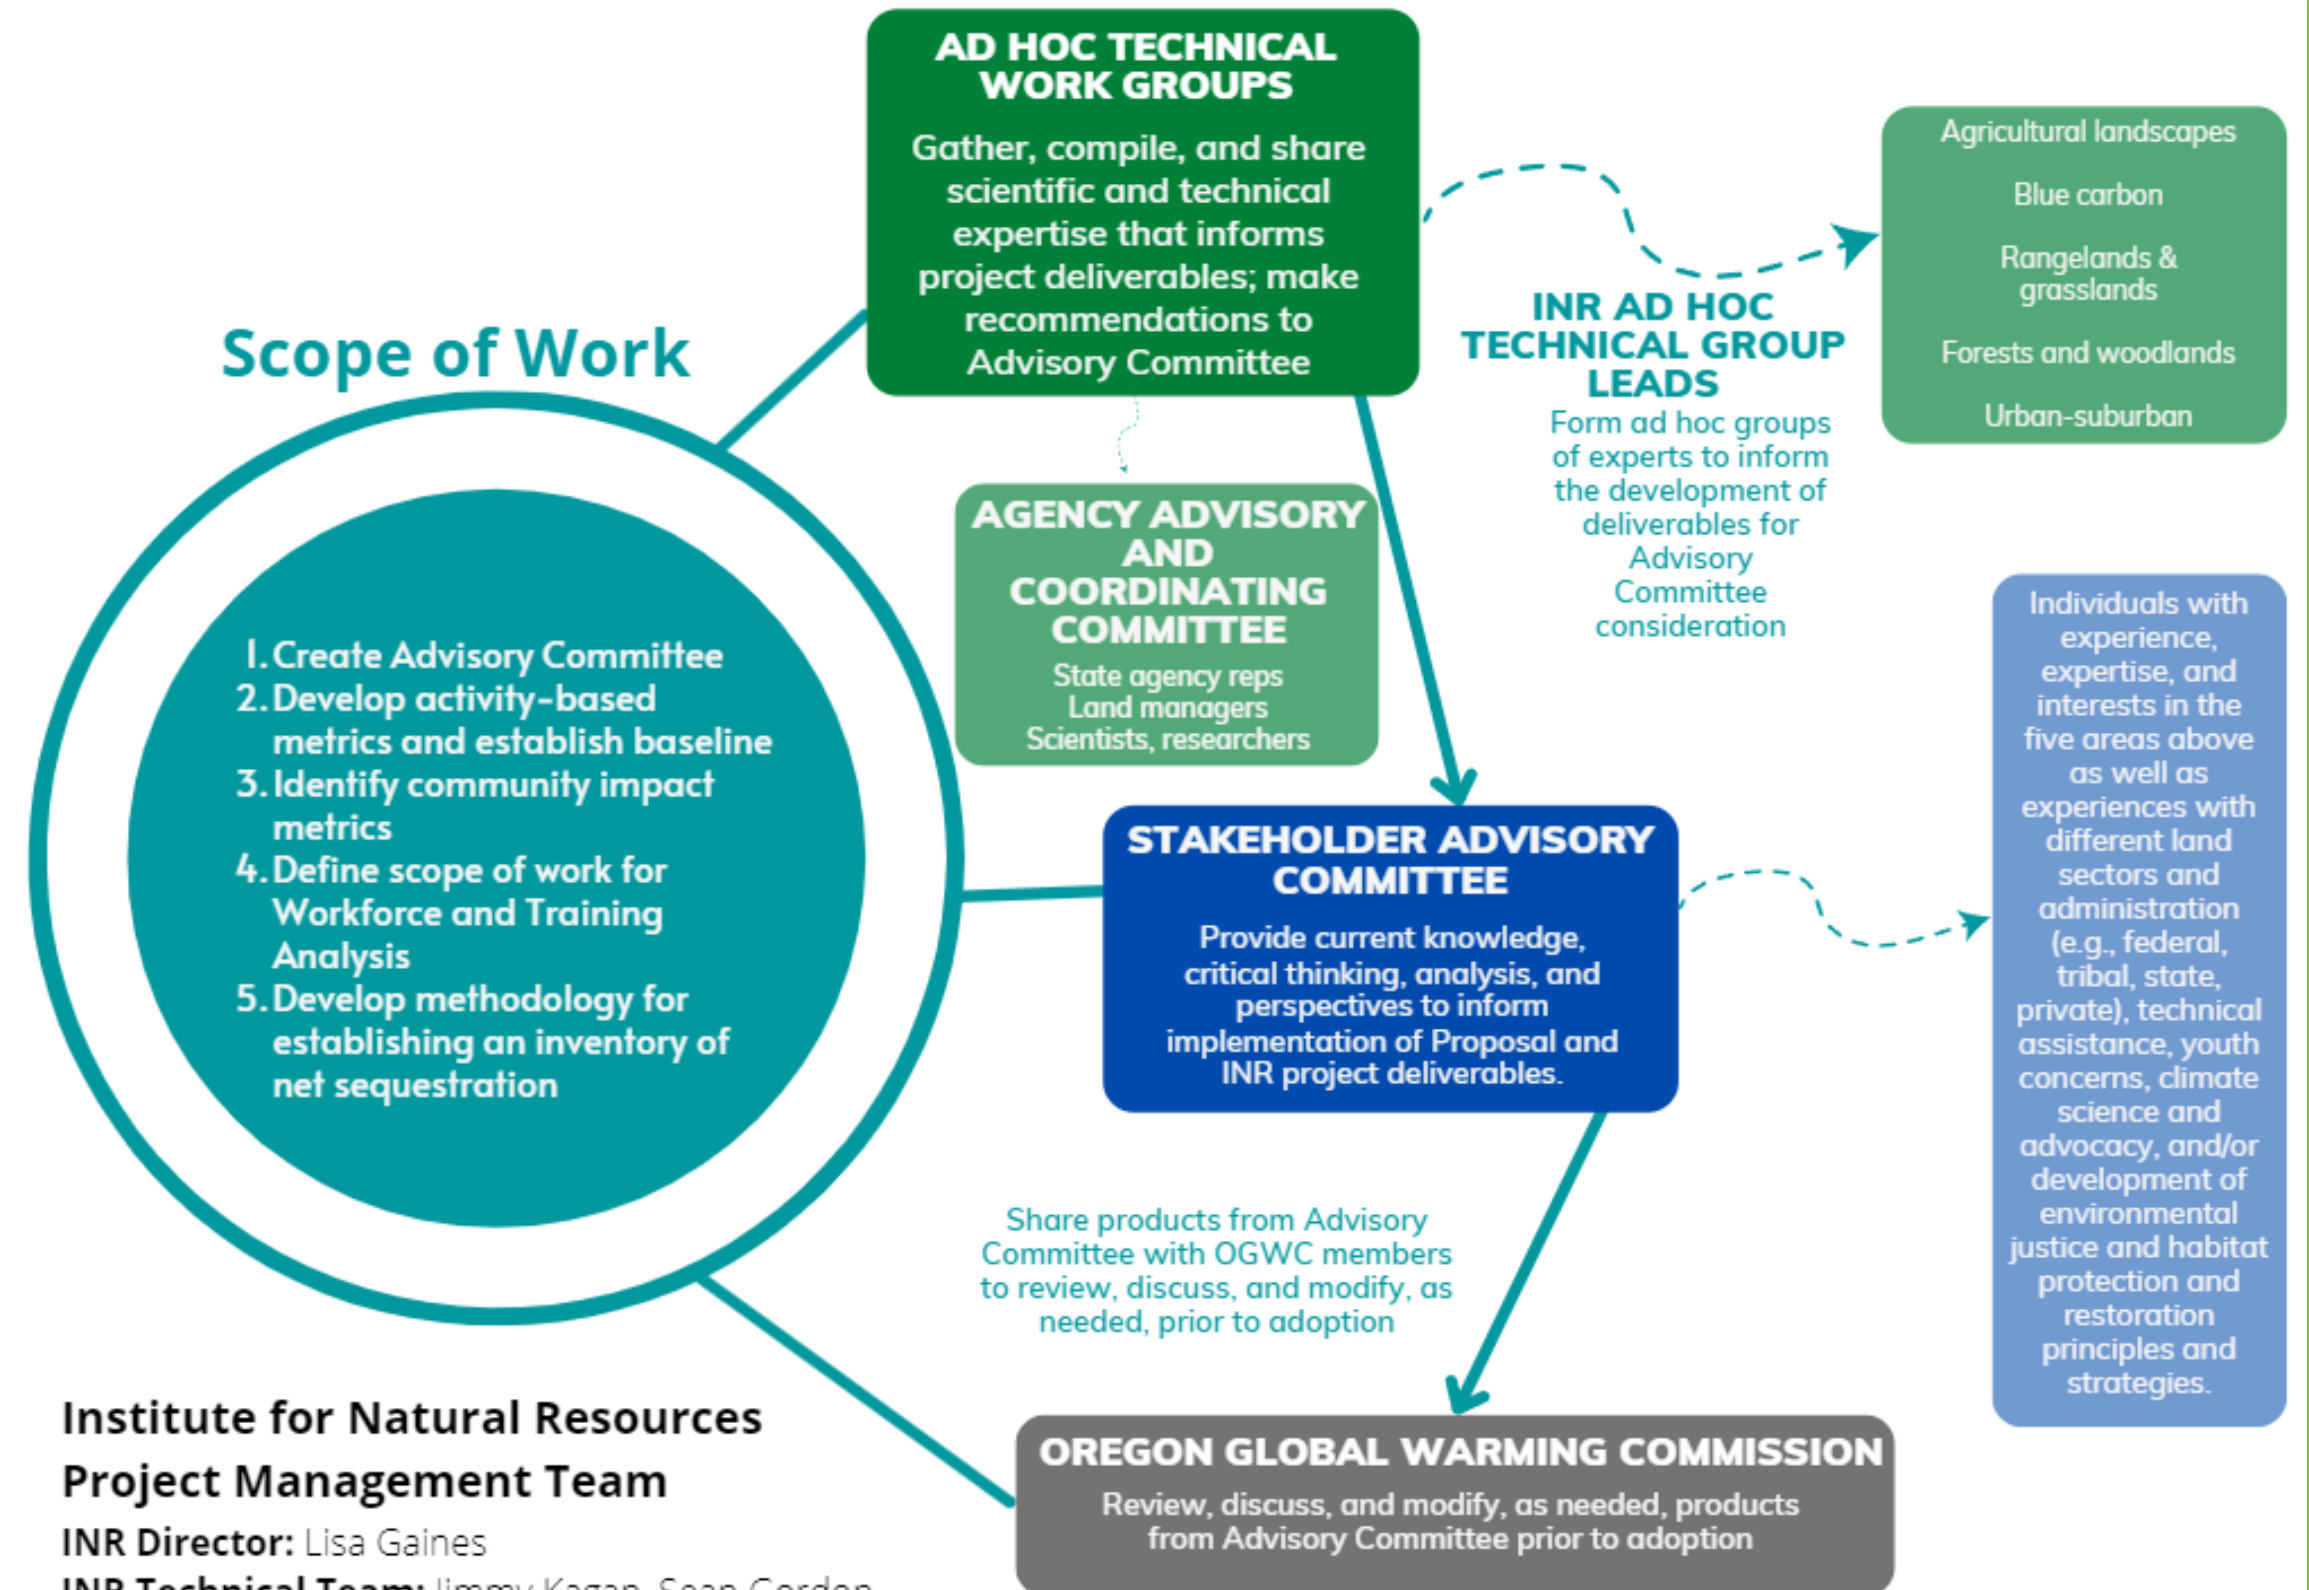 AD HOC TECHNICAL
WORK GROUPS
Gather, compile, and share
scientific and technical
expertise that informs
project deliverables; make
recommendations to
Advisory Committee
Agricultural landscapes
Blue carbon
Rangelands &
grasslands
Forests and woodlands
Urban-suburban
INR AD HOC
TECHNICAL GROUP
LEADS
Form ad hoc groups
of experts to inform
the development of
deliverables for
Advisory
Committee
consideration
Scope of Work
1. Create Advisory Committee
2. Develop activity-based
metrics and establish baseline
3. Identify community impact
metrics
4. Define scope of work for
Workforce and Training
Analysis
5. Develop methodology for
establishing an inventory of
net sequestration
AGENCY ADVISORY
AND
COORDINATING
COMMITTEE
State agency reps
Land managers
Scientists, researchers
STAKEHOLDER ADVISORY
COMMITTEE
Provide current knowledge,
critical thinking, analysis, and
perspectives to inform
implementation of Proposal and
INR project deliverables.
Individuals with
experience,
expertise, and
interests in the
five areas above
as well as
experiences with
different land
sectors and
administration
(e.g., federal,
tribal, state,
private), technical
assistance, youth
concerns, climate
science and
advocacy, and/or
development of
environmental
justice and habitat
protection and
restoration
principles and
strategies.
Share products from Advisory
Committee with OGWC members
to review, discuss, and modify, as
needed, prior to adoption
OREGON GLOBAL WARMING COMMISSION
Review, discuss, and modify, as needed, products
from Advisory Committee prior to adoption
Institute for Natural Resources
Project Management Team
INR Director: Lisa Gaines
INR Technical Team: Jimmy Kagan, Sean Gordon